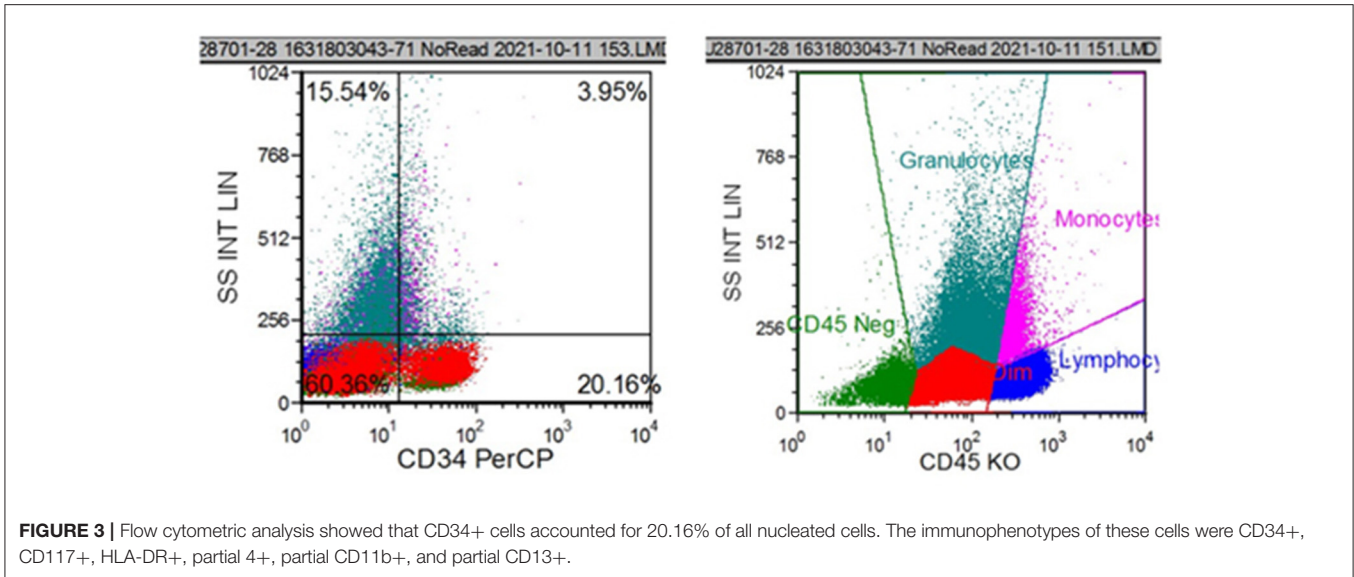 28701-28 1631803043-71 NoRead 2021-10-11 153.LMD
1024
768
512
256
0
SS INT LIN
15.54%
3.95%
60.36%
20.16%
10^0
10^1
10^2
10^3
10^4
CD34 PerCP
J28701-28 1631803043-71 NoRead 2021-10-11 151.LMD
1024
768
512
256
0
SS INT LIN
Granulocytes
Monocytes
CD45 Neg
Lymphocy
Dim
10^0
10^1
10^2
10^3
10^4
CD45 KO
FIGURE 3 | Flow cytometric analysis showed that CD34+ cells accounted for 20.16% of all nucleated cells. The immunophenotypes of these cells were CD34+,
CD117+, HLA-DR+, partial 4+, partial CD11b+, and partial CD13+.